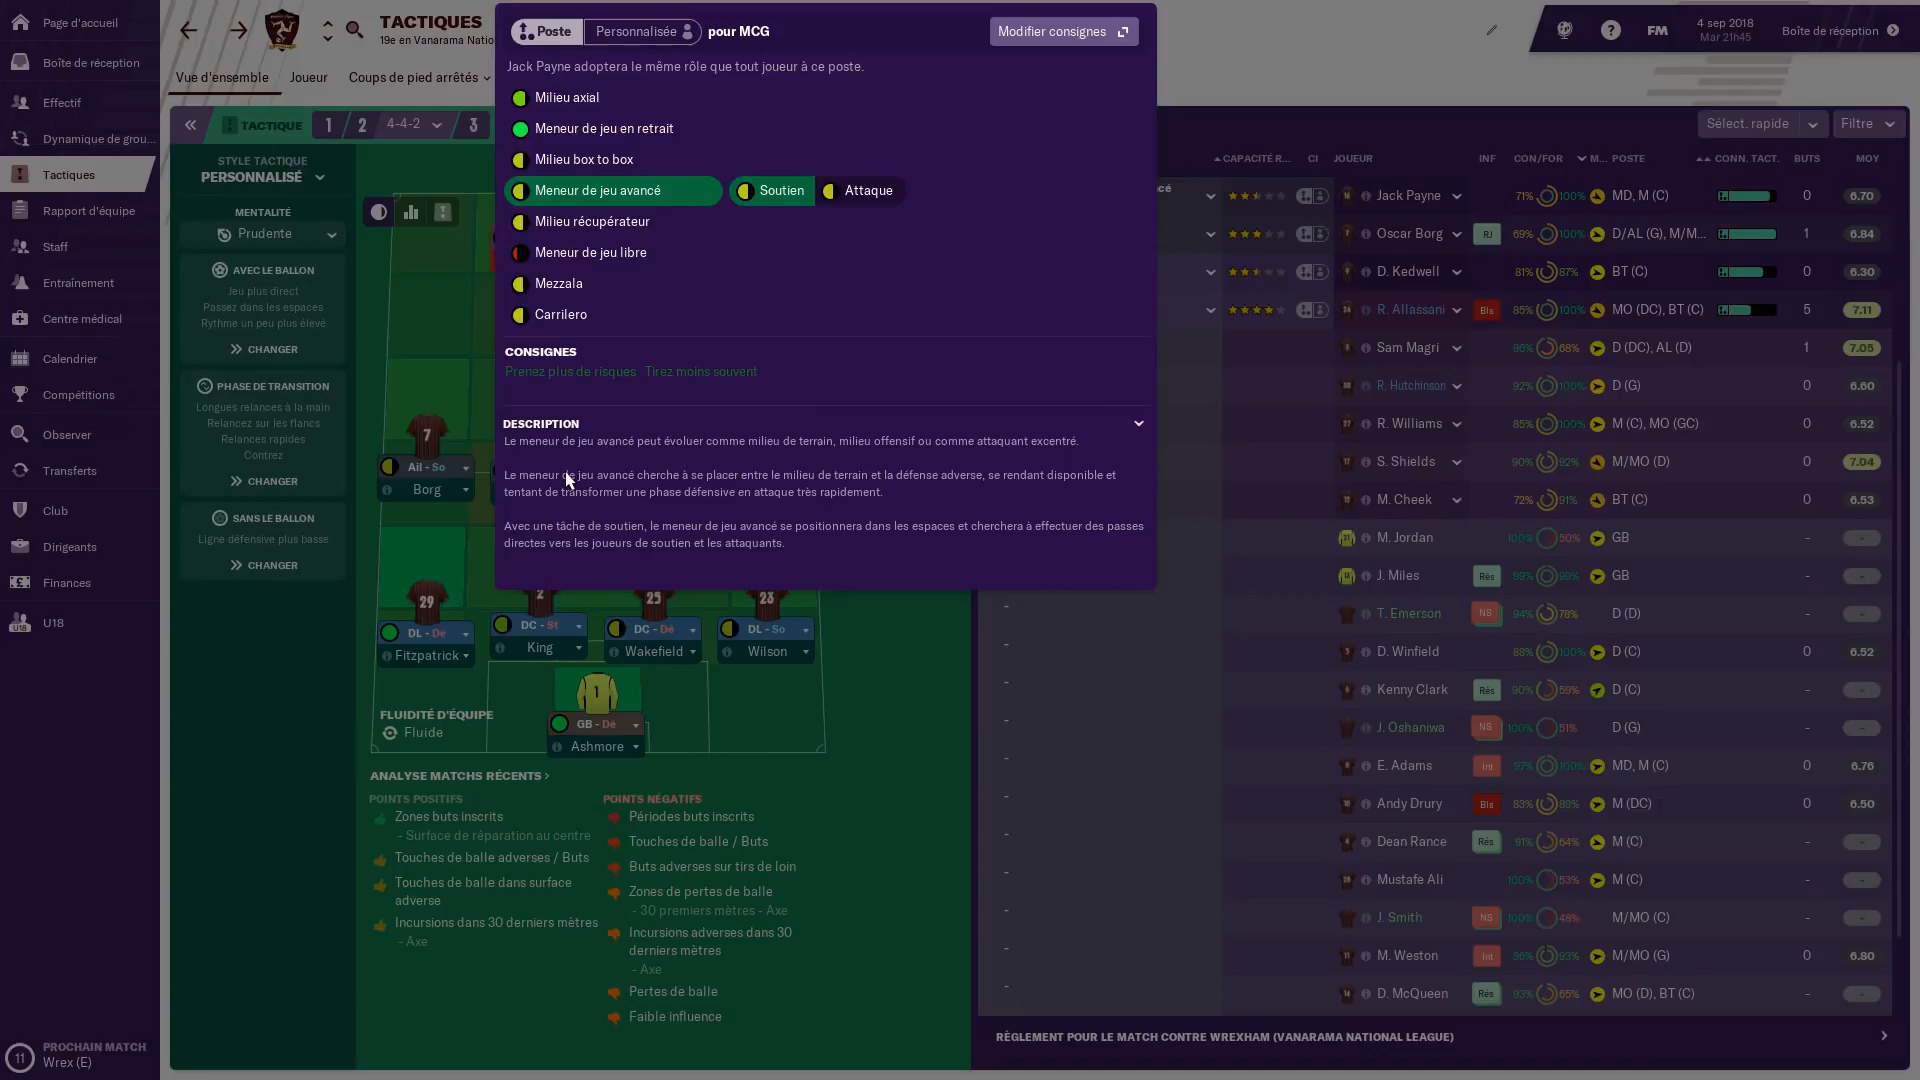 Page d'accueil
Boîte de réception
Effectif
Dynamique de grou...
Tactiques
Rapport d'équipe
Staff
Entraînement
Centre médical
Calendrier
Compétitions
Observer
Transferts
Club
Dirigeants
Finances
U18
11
PROCHAIN MATCH
Wrex (E)
TACTIQUES
19e en Vanarama Natio
Vue d'ensemble
Joueur
Coups de pied arrêtés
4 sep 2018
Mar 21h45
FM
Boîte de réception
TACTIQUE
1
2
4-4-2
3
STYLE TACTIQUE
PERSONNALISÉ
MENTALITÉ
Prudente
AVEC LE BALLON
Jeu plus direct
Passez dans les espaces
Rythme un peu plus élevé
CHANGER
PHASE DE TRANSITION
Longues relances à la main
Relancez sur les flancs
Relances rapides
Contrez
CHANGER
SANS LE BALLON
Ligne défensive plus basse
CHANGER
Poste
Personnalisée
pour MCG
Modifier consignes
Jack Payne adoptera le même rôle que tout joueur à ce poste.
Milieu axial
Meneur de jeu en retrait
Milieu box to box
Meneur de jeu avancé
Soutien
Attaque
Milieu récupérateur
Meneur de jeu libre
Mezzala
Carrilero
CONSIGNES
Prenez plus de risques Tirez moins souvent
DESCRIPTION
Le meneur de jeu avancé peut évoluer comme milieu de terrain, milieu offensif ou comme attaquant excentré.
Le meneur de jeu avancé cherche à se placer entre le milieu de terrain et la défense adverse, se rendant disponible et
tentant de transformer une phase défensive en attaque très rapidement.
Avec une tâche de soutien, le meneur de jeu avancé se positionnera dans les espaces et cherchera à effectuer des passes
directes vers les joueurs de soutien et les attaquants.
7
Ail - So
Borg
29
DL - Dé
Fitzpatrick
2
DC - St
King
25
DC - Dé
Wakefield
23
DL - So
Wilson
1
GB - Dé
Ashmore
FLUIDITÉ D'ÉQUIPE
Fluide
ANALYSE MATCHS RÉCENTS >
POINTS POSITIFS
Zones buts inscrits
- Surface de réparation au centre
Touches de balle adverses / Buts
Touches de balle dans surface
adverse
Incursions dans 30 derniers mètres
- Axe
POINTS NÉGATIFS
Périodes buts inscrits
Touches de balle / Buts
Buts adverses sur tirs de loin
Zones de pertes de balle
- 30 premiers mètres - Axe
Incursions adverses dans 30
derniers mètres
- Axe
Pertes de balle
Faible influence
Sélect. rapide
Filtre
CAPACITÉ R... CI JOUEUR INF CON/FOR M... POSTE CONN. TACT. BUTS MOY
Jack Payne 71% 100% MD, M (C) 0 6.70
Oscar Borg RJ 69% 100% D/AL (G), M/M... 1 6.84
D. Kedwell 81% 87% BT (C) 0 6.30
R. Allassani Bls 85% 100% MO (DC), BT (C) 5 7.11
Sam Magri 96% 68% D (DC), AL (D) 1 7.05
R. Hutchinson 92% 100% D (G) 0 6.60
R. Williams 85% 100% M (C), MO (GC) 0 6.52
S. Shields 90% 92% M/MO (D) 0 7.04
M. Cheek 72% 91% BT (C) 0 6.53
M. Jordan 100% 50% GB - -
J. Miles Rés 99% 99% GB - -
T. Emerson NS 94% 78% D (D) - -
D. Winfield 88% 100% D (C) 0 6.52
Kenny Clark Rés 90% 59% D (C) - -
J. Oshaniwa NS 100% 51% D (G) - -
E. Adams Int 97% 100% MD, M (C) 0 6.76
Andy Drury Bls 83% 89% M (DC) 0 6.50
Dean Rance Rés 91% 64% M (C) - -
Mustafe Ali 100% 53% M (C) - -
J. Smith NS 100% 48% M/MO (C) - -
M. Weston Int 96% 93% M/MO (G) 0 6.80
D. McQueen Rés 93% 65% MO (D), BT (C) - -
RÈGLEMENT POUR LE MATCH CONTRE WREXHAM (VANARAMA NATIONAL LEAGUE)